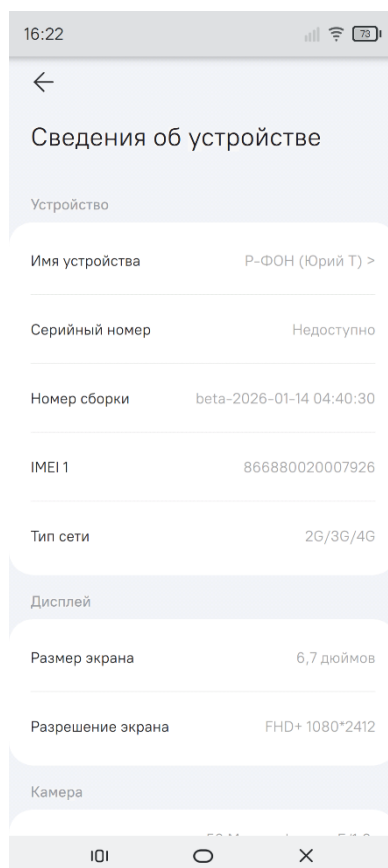 16:22
73
Сведения об устройстве
Устройство
Имя устройства Р-ФОН (Юрий Т) >
Серийный номер Недоступно
Номер сборки beta-2026-01-14 04:40:30
IMEI 1 866880020007926
Тип сети 2G/3G/4G
Дисплей
Размер экрана 6,7 дюймов
Разрешение экрана FHD+ 1080*2412
Камера